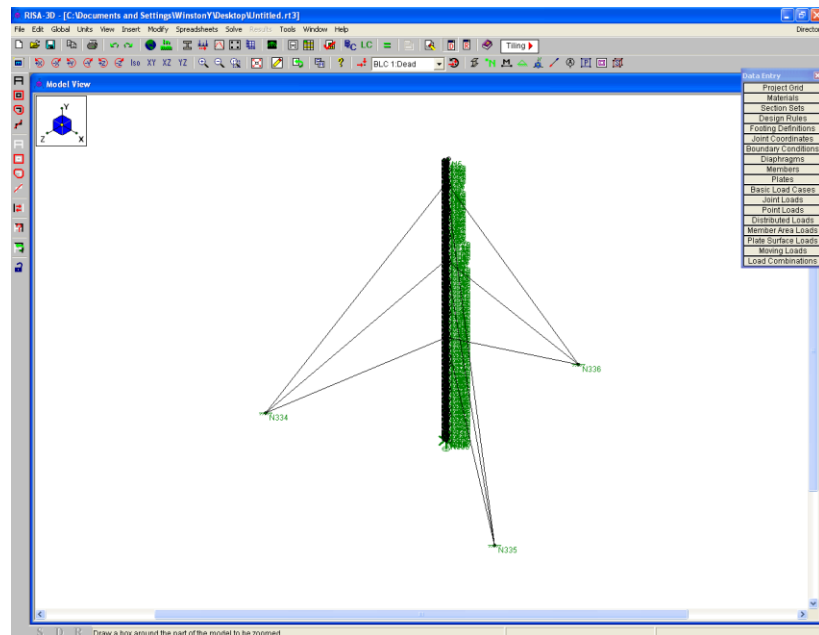 RISA-3D - [C:\Documents and Settings\WinstonY\Desktop\Untitled.rt3]
File Edit Global Units View Insert Modify Spreadsheets Solve Results Tools Window Help Director
LC Tiling
Iso XY XZ YZ BLC 1:Dead
Model View
Data Entry
Project Grid
Materials
Section Sets
Design Rules
Footing Definitions
Joint Coordinates
Boundary Conditions
Diaphragms
Members
Plates
Basic Load Cases
Joint Loads
Point Loads
Distributed Loads
Member Area Loads
Plate Surface Loads
Moving Loads
Load Combinations
Y
Z X
N336
N334
N335
S D R Draw a box around the part of the model to be zoomed